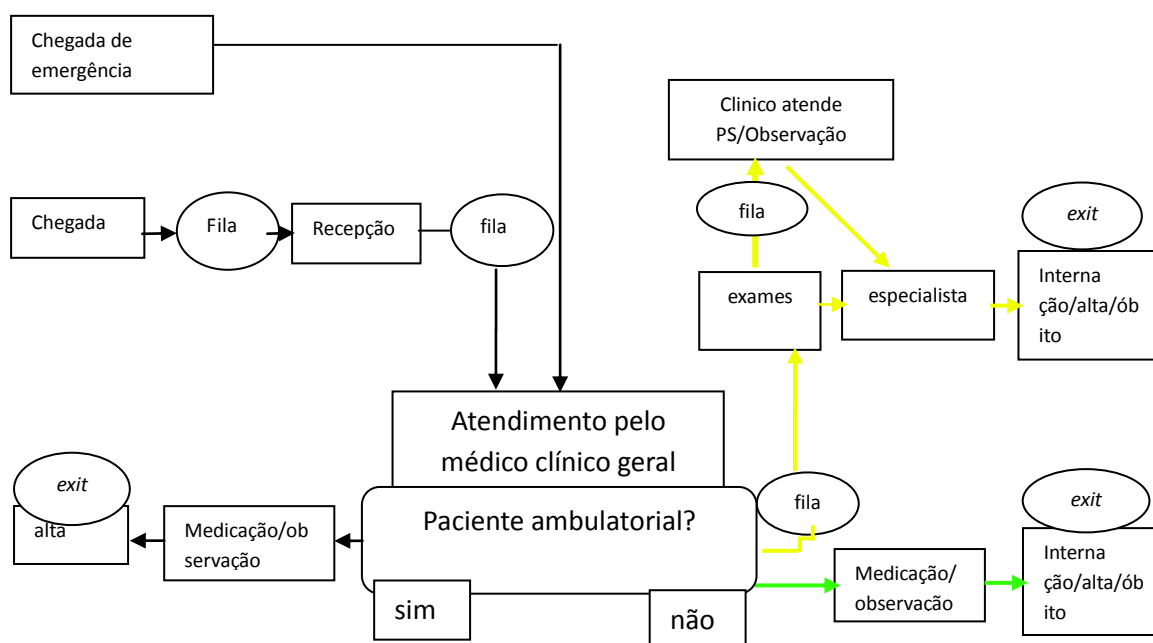 Chegada de
emergência
Clinico atende
PS/Observação
Chegada
Fila
Recepção
fila
fila
exit
exames
especialista
Interna
ção/alta/ób
ito
Atendimento pelo
médico clínico geral
exit
alta
Medicação/ob
servação
Paciente ambulatorial?
fila
exit
Medicação/
observação
Interna
ção/alta/ób
ito
sim
não